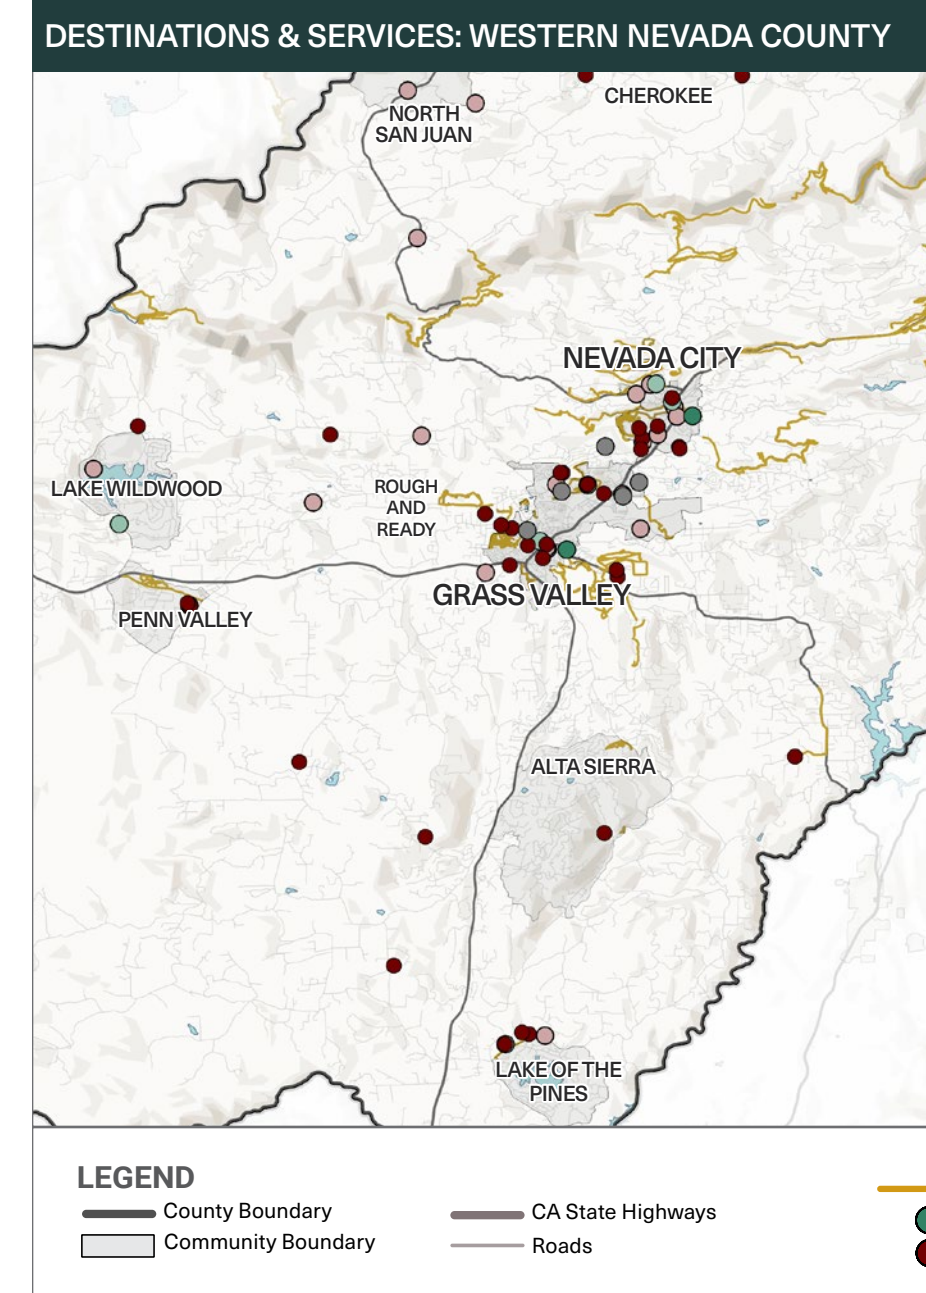 DESTINATIONS & SERVICES: WESTERN NEVADA COUNTY
CHEROKEE
NORTH
SAN JUAN
NEVADA CITY
LAKE WILDWOOD
ROUGH
AND
READY
GRASS VALLEY
PENN VALLEY
ALTA SIERRA
LAKE OF THE
PINES
LEGEND
County Boundary
CA State Highways
Community Boundary
Roads